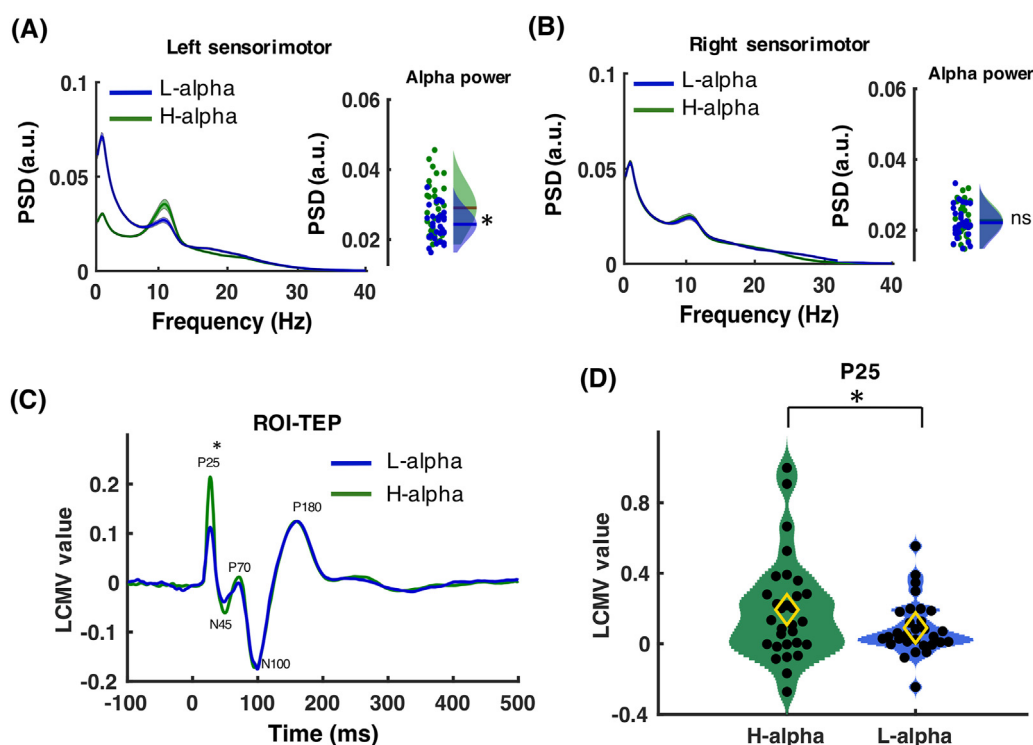 (A)
Left sensorimotor
0.1
L-alpha
H-alpha
PSD (a.u.)
0.05
0
0 10 20 30 40
Frequency (Hz)
Alpha power
0.06
PSD (a.u.)
0.04
0.02
*
(B)
Right sensorimotor
0.1
L-alpha
H-alpha
PSD (a.u.)
0.05
0
0 10 20 30 40
Frequency (Hz)
Alpha power
0.06
PSD (a.u.)
0.04
0.02
ns
(C)
ROI-TEP
*
P25
L-alpha
H-alpha
0.2
P180
0.1
LCMV value
P70
0
N45
-0.1
N100
-0.2
-100 0 100 200 300 400 500
Time (ms)
(D)
P25
*
0.8
LCMV value
0.4
0
-0.4
H-alpha L-alpha